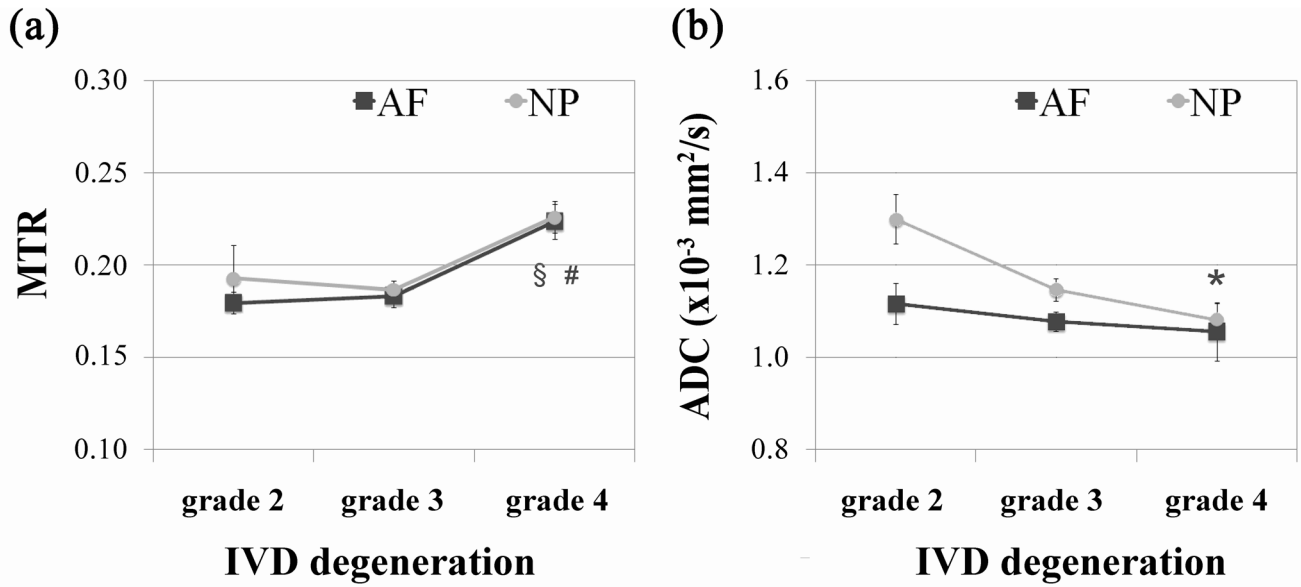 (a)
MTR
0.30
0.25
0.20
0.15
0.10
AF NP
§ #
grade 2 grade 3 grade 4
IVD degeneration
(b)
ADC (x10⁻³ mm²/s)
1.6
1.4
1.2
1.0
0.8
AF NP
*
grade 2 grade 3 grade 4
IVD degeneration